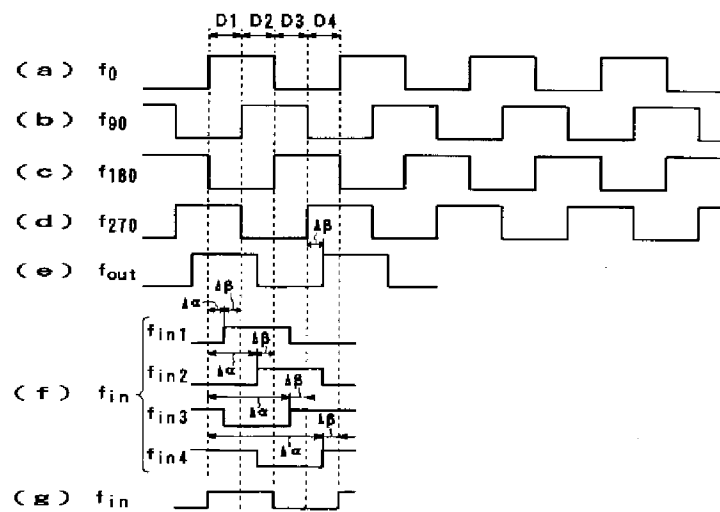 D1 D2 D3 D4
(a) f0
(b) f90
(c) f180
(d) f270
Δβ
(e) fout
Δβ
Δα
fin1
Δβ
Δα
fin2
Δβ
(f) fin
Δα
fin3
Δβ
Δα
fin4
(g) fin